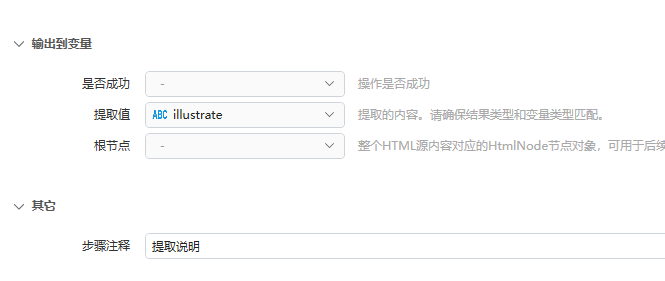 输出到变量
是否成功 - 操作是否成功
提取值 ABC illustrate 提取的内容。请确保结果类型和变量类型匹配。
根节点 - 整个HTML源内容对应的HtmlNode节点对象，可用于后续
其它
步骤注释 提取说明